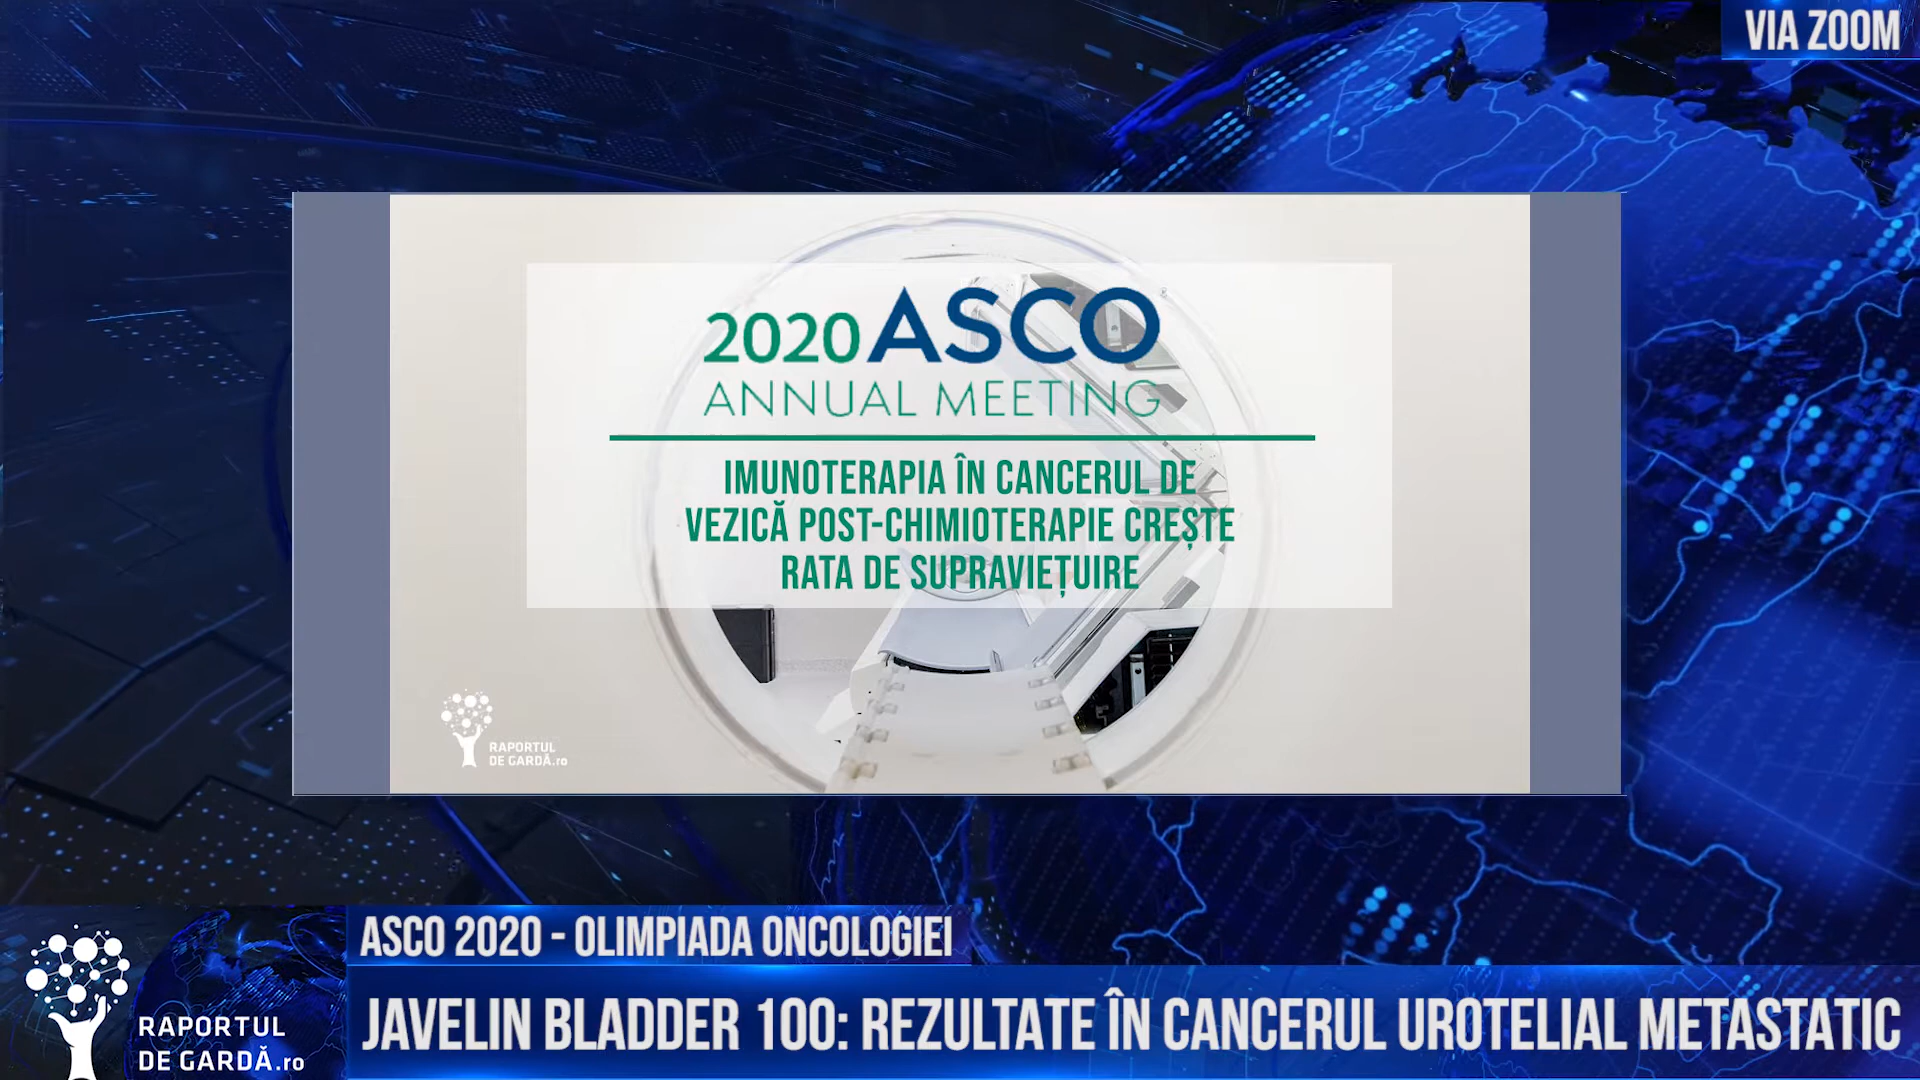 VIA ZOOM
2020 ASCO
ANNUAL MEETING
IMUNOTERAPIA ÎN CANCERUL DE
VEZICĂ POST-CHIMIOTERAPIE CREȘTE
RATA DE SUPRAVIEȚUIRE
RAPORTUL
DE GARDĂ.ro
ASCO 2020 - OLIMPIADA ONCOLOGIEI
JAVELIN BLADDER 100: REZULTATE ÎN CANCERUL UROTELIAL METASTATIC
RAPORTUL
DE GARDĂ.ro